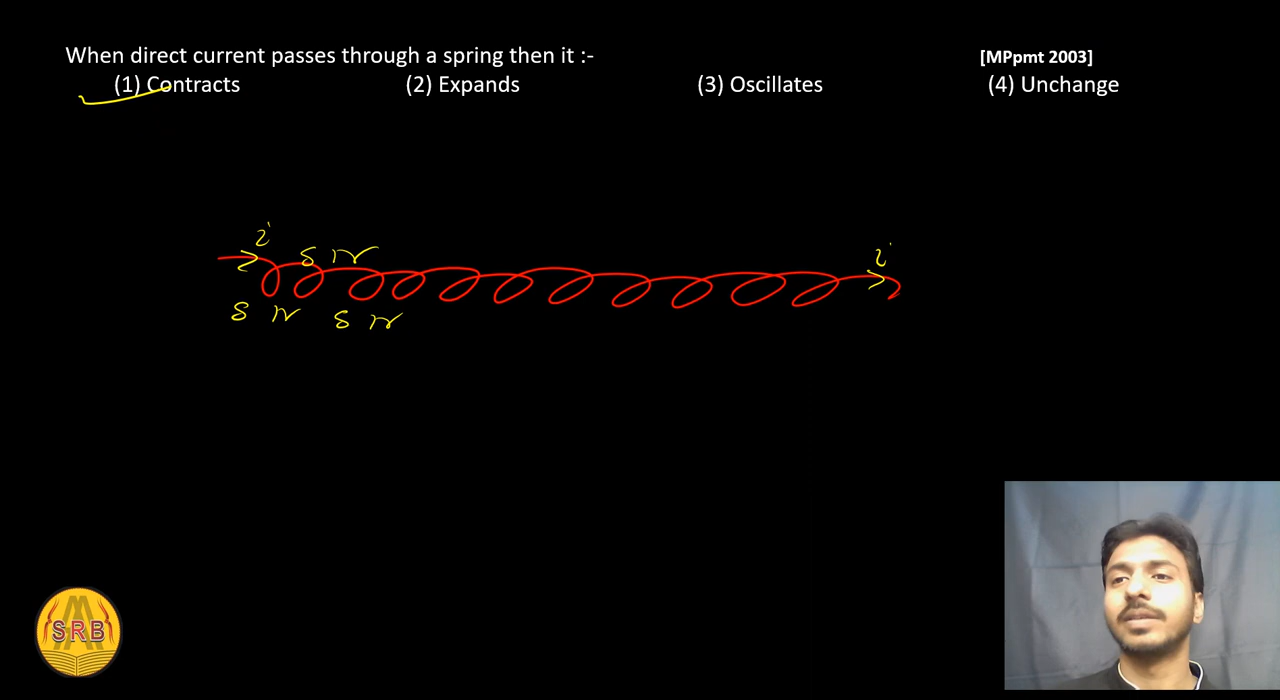 When direct current passes through a spring then it :- [MPpmt 2003]
(1) Contracts (2) Expands (3) Oscillates (4) Unchange
i i
S N
S N S N
SRB